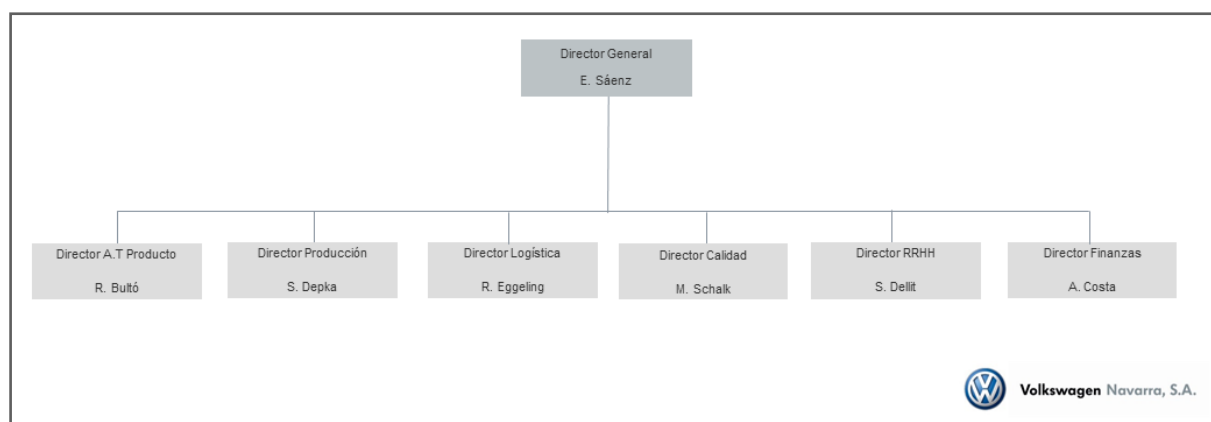 Director General
E. Sáenz
Director A.T Producto
R. Bultó
Director Producción
S. Depka
Director Logística
R. Eggeling
Director Calidad
M. Schalk
Director RRHH
S. Dellit
Director Finanzas
A. Costa
Volkswagen Navarra, S.A.